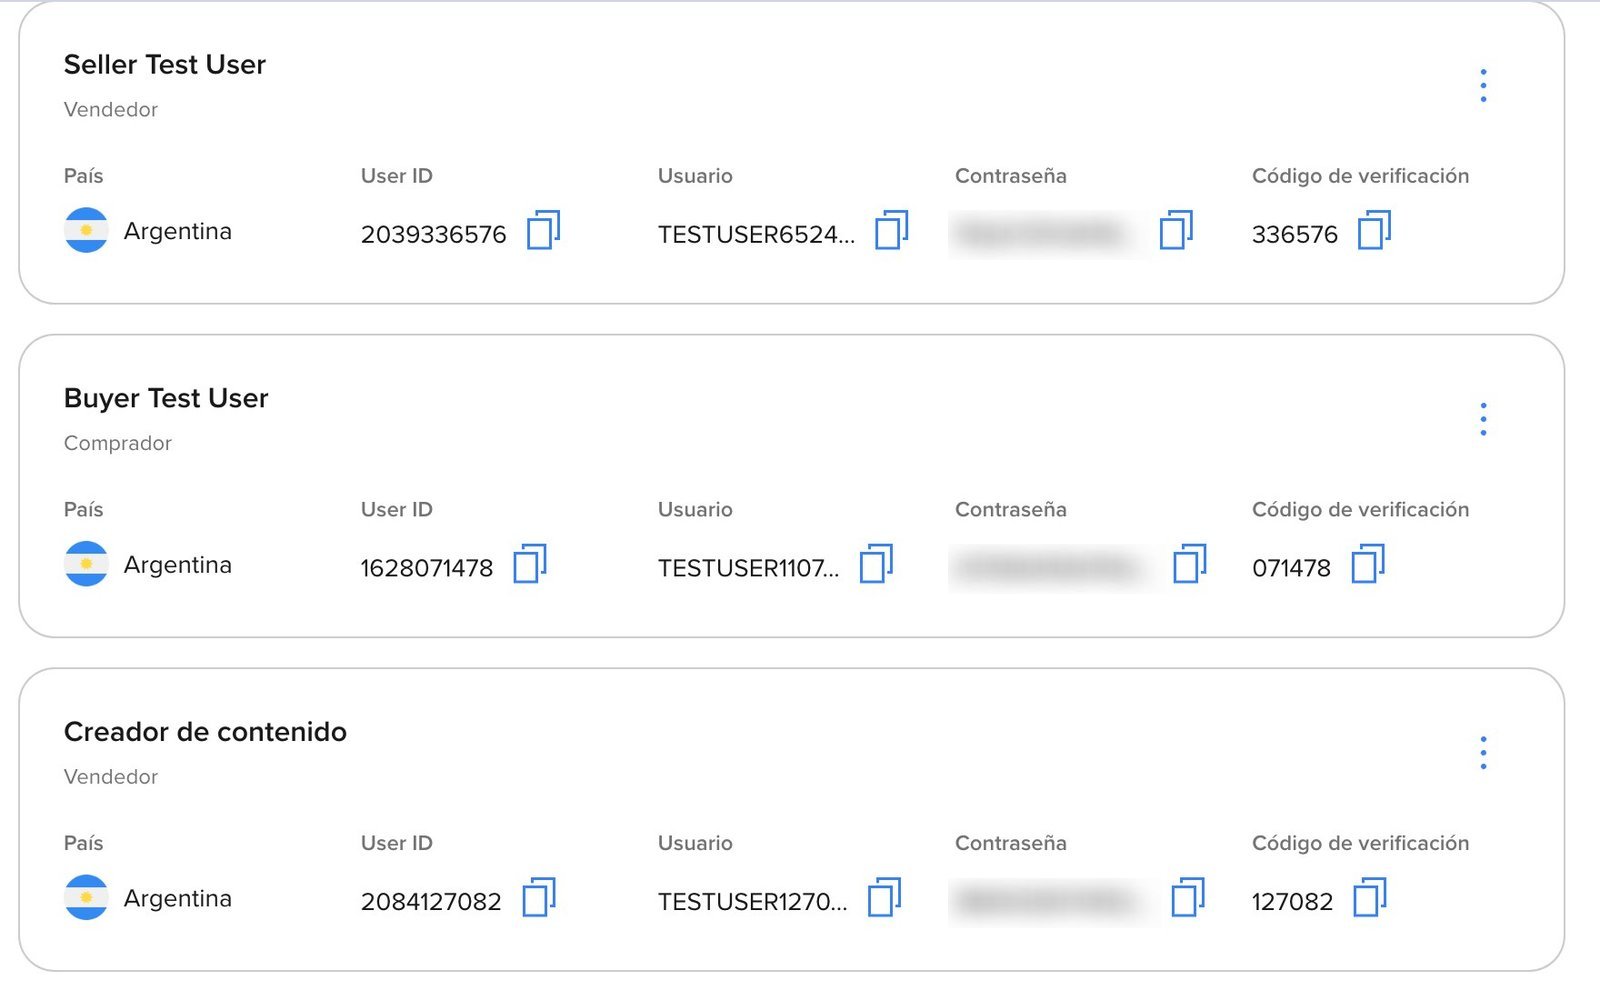 Seller Test User
Vendedor
País User ID Usuario Contraseña Código de verificación
Argentina 2039336576 TESTUSER6524... 336576
Buyer Test User
Comprador
País User ID Usuario Contraseña Código de verificación
Argentina 1628071478 TESTUSER1107... 071478
Creador de contenido
Vendedor
País User ID Usuario Contraseña Código de verificación
Argentina 2084127082 TESTUSER1270... 127082